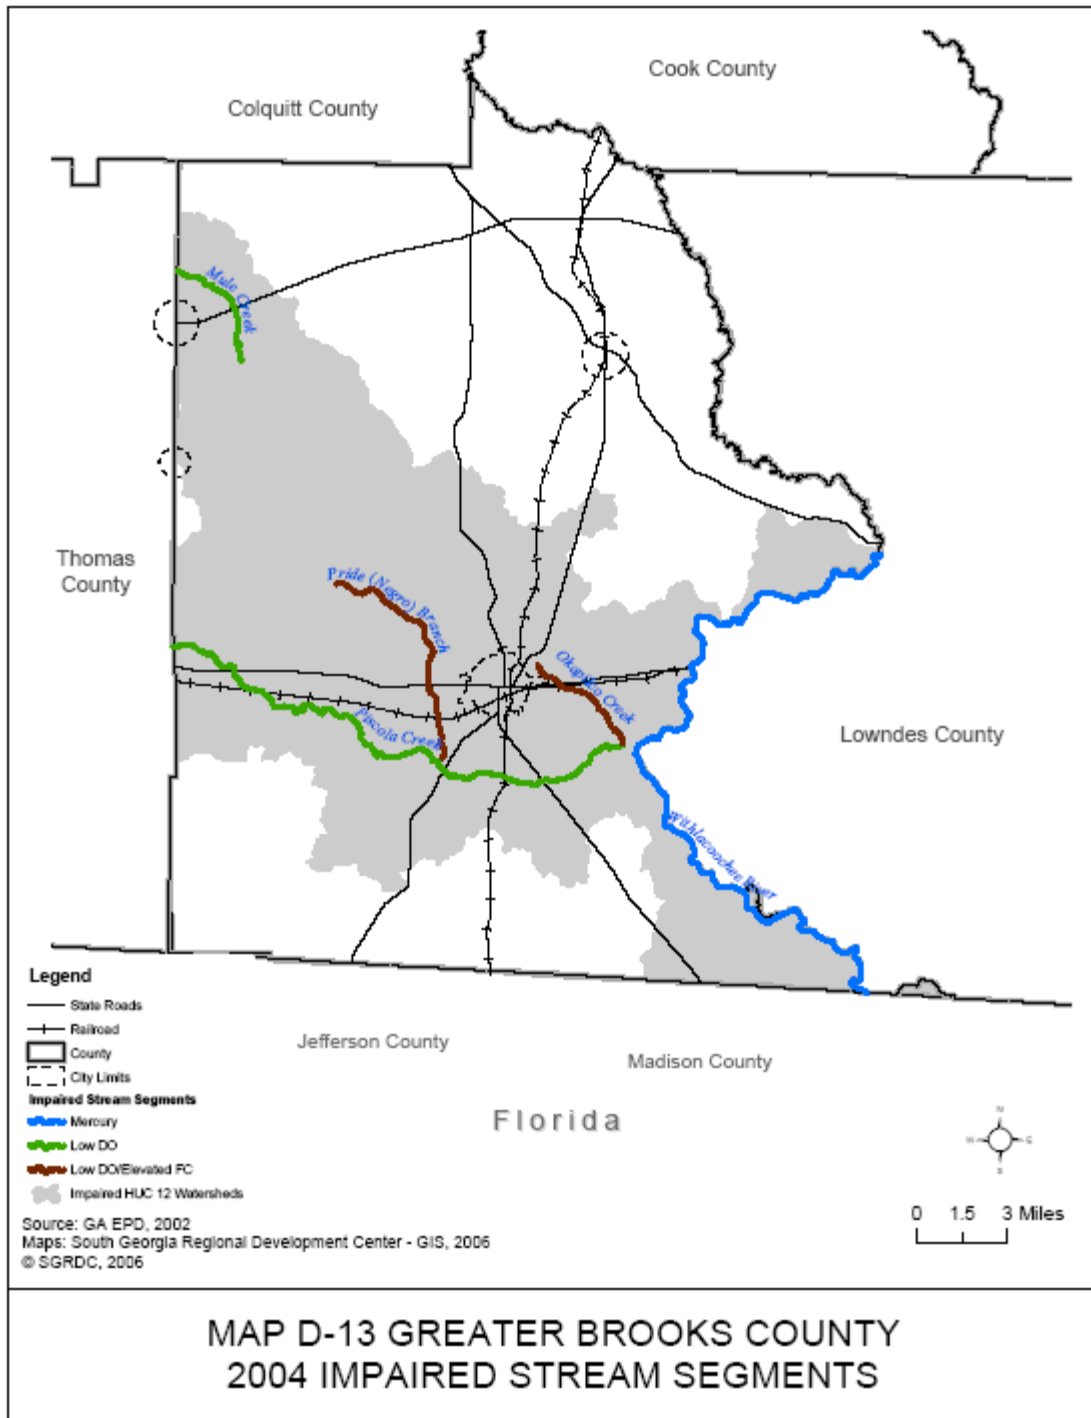 Cook County
Colquitt County
Mule Creek
Thomas
County
Pride (Negro) Branch
Okapilco Creek
Piscola Creek
Lowndes County
Withlacoochee River
Legend
State Roads
Railroad
County
City Limits
Impaired Stream Segments
Mercury
Low DO
Low DO/Elevated FC
Impaired HUC 12 Watersheds
Jefferson County
Madison County
Florida
N
W
E
S
0 1.5 3 Miles
Source: GA EPD, 2002
Maps: South Georgia Regional Development Center - GIS, 2006
© SGRDC, 2006
MAP D-13 GREATER BROOKS COUNTY
2004 IMPAIRED STREAM SEGMENTS